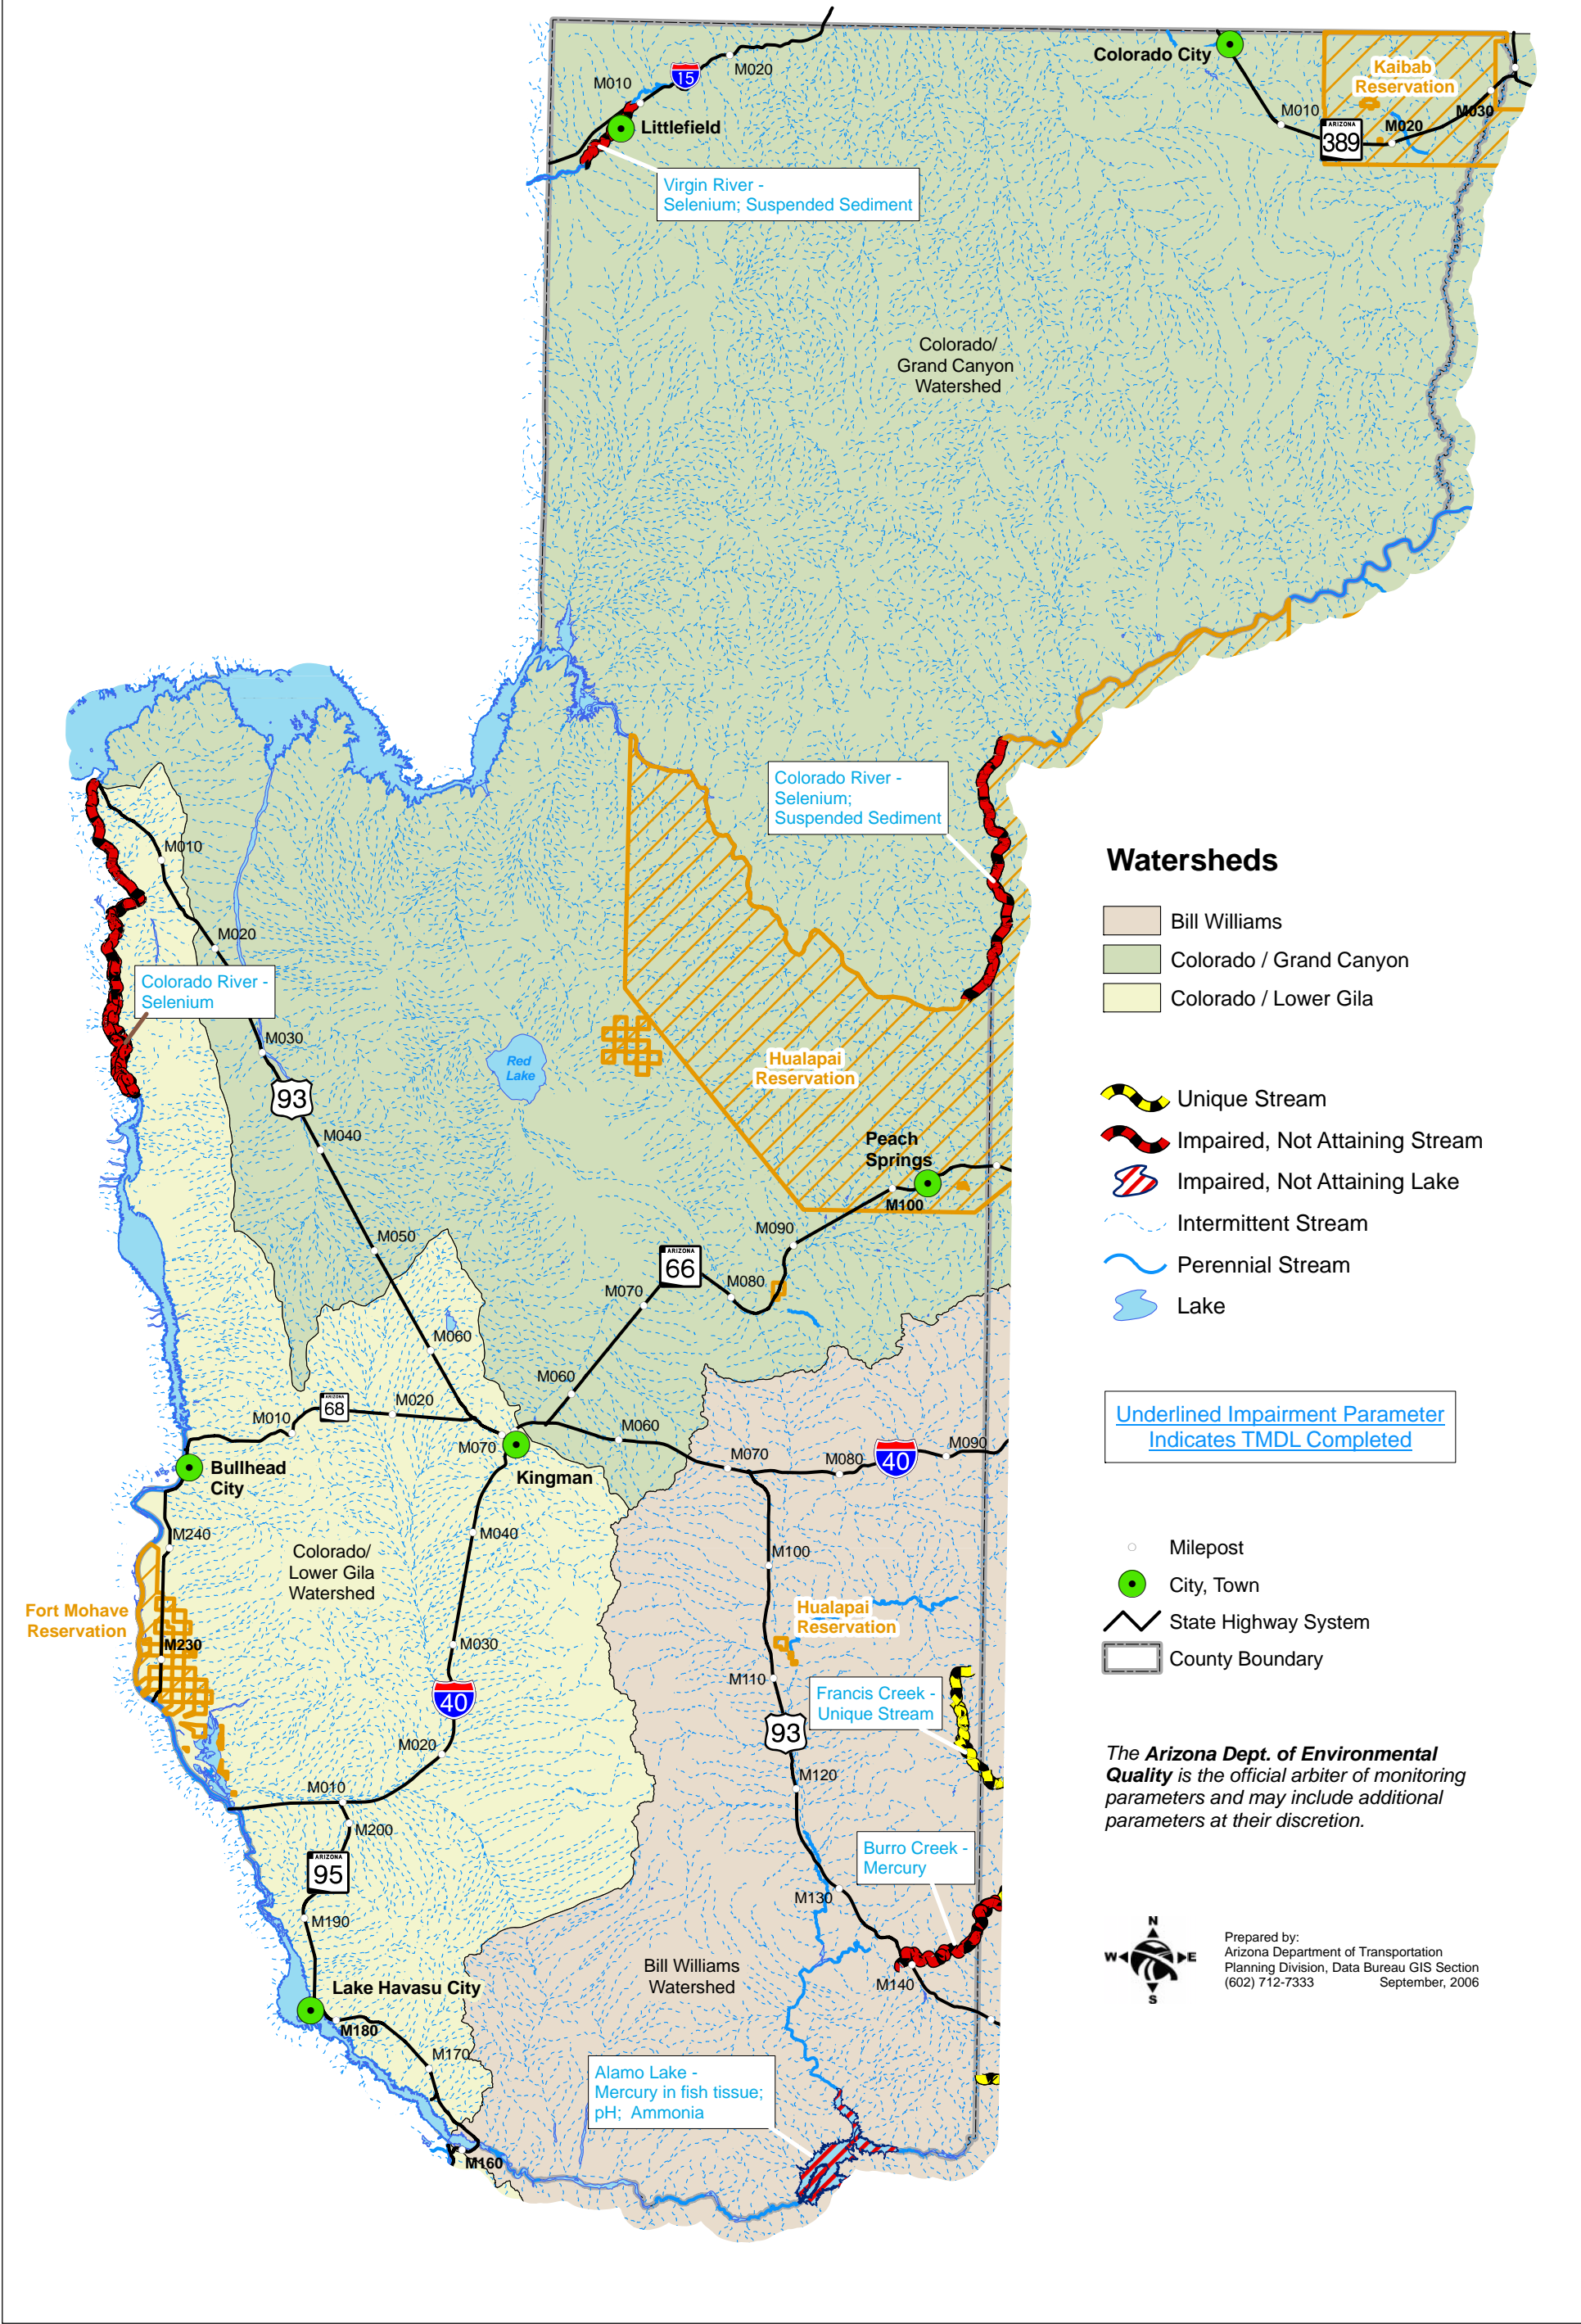 Colorado City
Kaibab
Reservation
M010
15
M020
Littlefield
M010
ARIZONA
389
M020
M030
Virgin River -
Selenium; Suspended Sediment
Colorado/
Grand Canyon
Watershed
Colorado River -
Selenium;
Suspended Sediment
M010
M020
Colorado River -
Selenium
M030
93
M040
Red
Lake
Hualapai
Reservation
Peach
Springs
M100
M050
M090
ARIZONA
66
M080
M070
M060
M060
ARIZONA
68
M020
M010
M060
M070
M070
M080
40
M090
Bullhead
City
Kingman
M240
M040
M100
Colorado/
Lower Gila
Watershed
Fort Mohave
Reservation
M230
M030
Hualapai
Reservation
M110
40
Francis Creek -
Unique Stream
93
M020
M120
M010
M200
ARIZONA
95
Burro Creek -
Mercury
M130
M190
Bill Williams
Watershed
M140
Lake Havasu City
M180
M170
Alamo Lake -
Mercury in fish tissue;
pH; Ammonia
M160
Watersheds
Bill Williams
Colorado / Grand Canyon
Colorado / Lower Gila
Unique Stream
Impaired, Not Attaining Stream
Impaired, Not Attaining Lake
Intermittent Stream
Perennial Stream
Lake
Underlined Impairment Parameter
Indicates TMDL Completed
Milepost
City, Town
State Highway System
County Boundary
The Arizona Dept. of Environmental
Quality is the official arbiter of monitoring
parameters and may include additional
parameters at their discretion.
N
W E
S
Prepared by:
Arizona Department of Transportation
Planning Division, Data Bureau GIS Section
(602) 712-7333 September, 2006